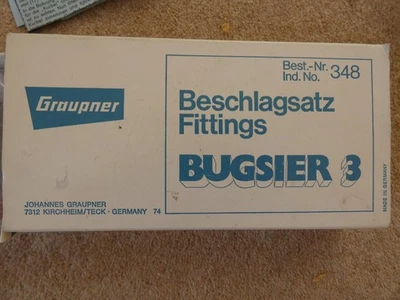 Graupner
Best.-Nr.
Ind. No. 348
Beschlagsatz
Fittings
BUGSIER 3
JOHANNES GRAUPNER
7312 KIRCHHEIM/TECK - GERMANY 74
MADE IN GERMANY